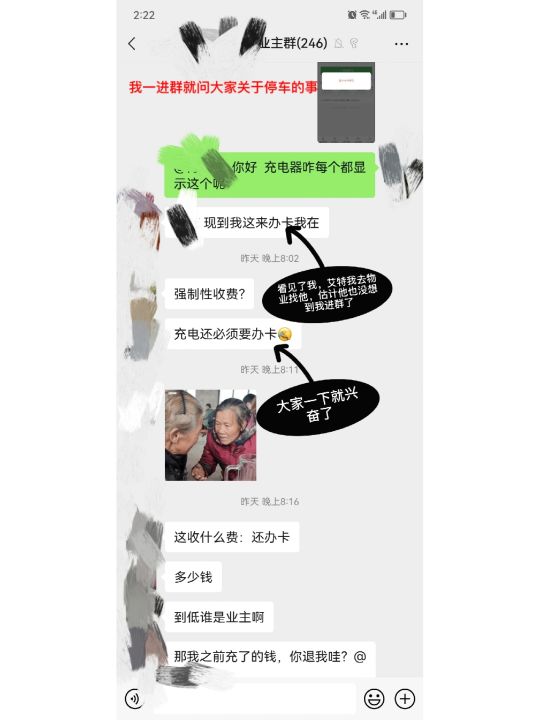 2:22
业主群(246)
我一进群就问大家关于停车的事
你好 充电器咋每个都显
示这个呢
现到我这来办卡我在
昨天 晚上8:02
看见了我，艾特我去物
业找他，估计他也没想
到我进群了
强制性收费？
充电还必须要办卡
昨天 晚上8:11
大家一下就兴
奋了
昨天 晚上8:16
这收什么费：还办卡
多少钱
到低谁是业主啊
那我之前充了的钱，你退我哇？@